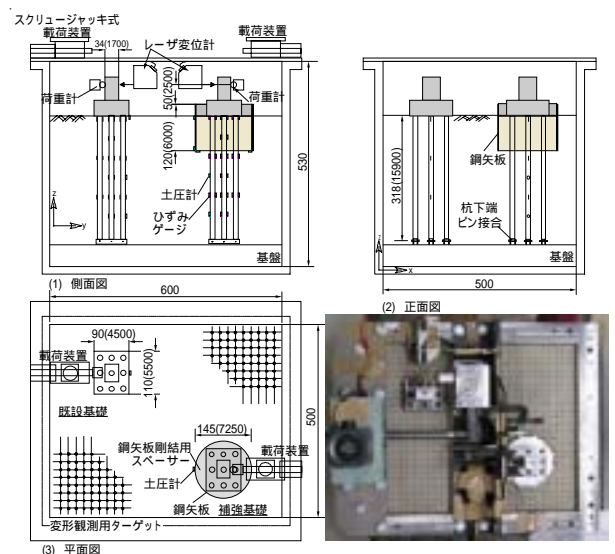 スクリュージャッキ式
載荷装置
34(1700)
レーザ変位計
載荷装置
荷重計
50(2500)
荷重計
120(6000)
土圧計
ひずみ
ゲージ
z
y
基盤
530
(1) 側面図
鋼矢板
318(15900)
杭下端
ピン接合
z
x
基盤
500
(2) 正面図
600
90(4500)
載荷装置
110(5500)
既設基礎
500
145(7250)
鋼矢板剛結用
スペーサー
載荷装置
土圧計
鋼矢板
補強基礎
変形観測用ターゲット
(3) 平面図